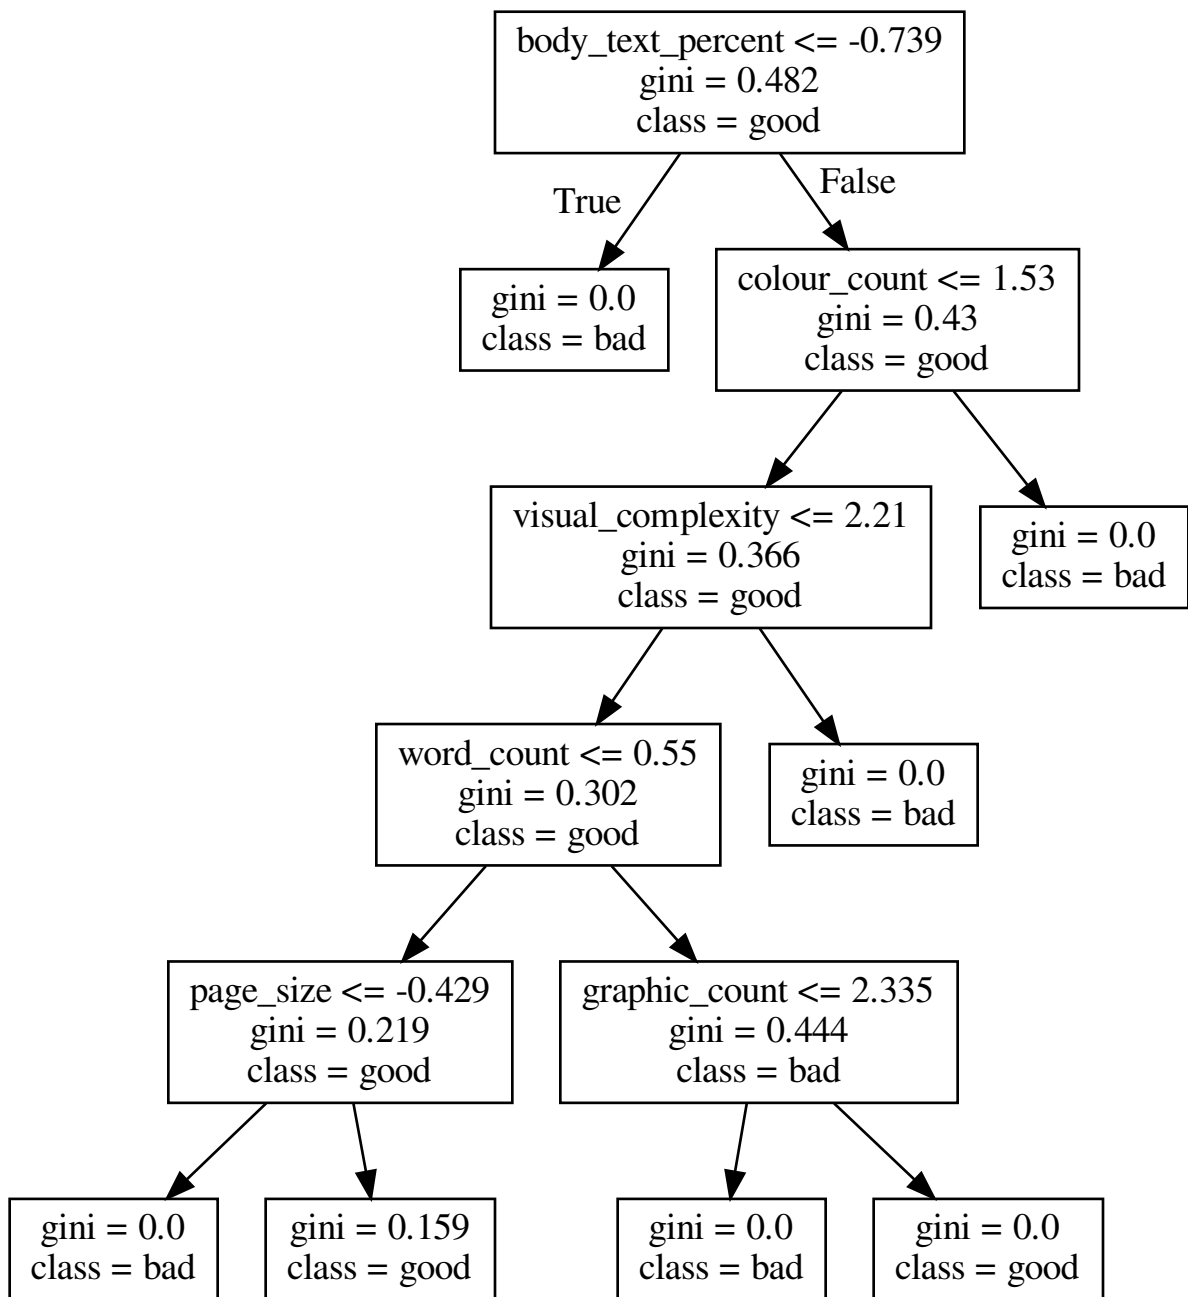 body_text_percent <= -0.739
gini = 0.482
class = good
True
False
gini = 0.0
class = bad
colour_count <= 1.53
gini = 0.43
class = good
visual_complexity <= 2.21
gini = 0.366
class = good
gini = 0.0
class = bad
word_count <= 0.55
gini = 0.302
class = good
gini = 0.0
class = bad
page_size <= -0.429
gini = 0.219
class = good
graphic_count <= 2.335
gini = 0.444
class = bad
gini = 0.0
class = bad
gini = 0.159
class = good
gini = 0.0
class = bad
gini = 0.0
class = good